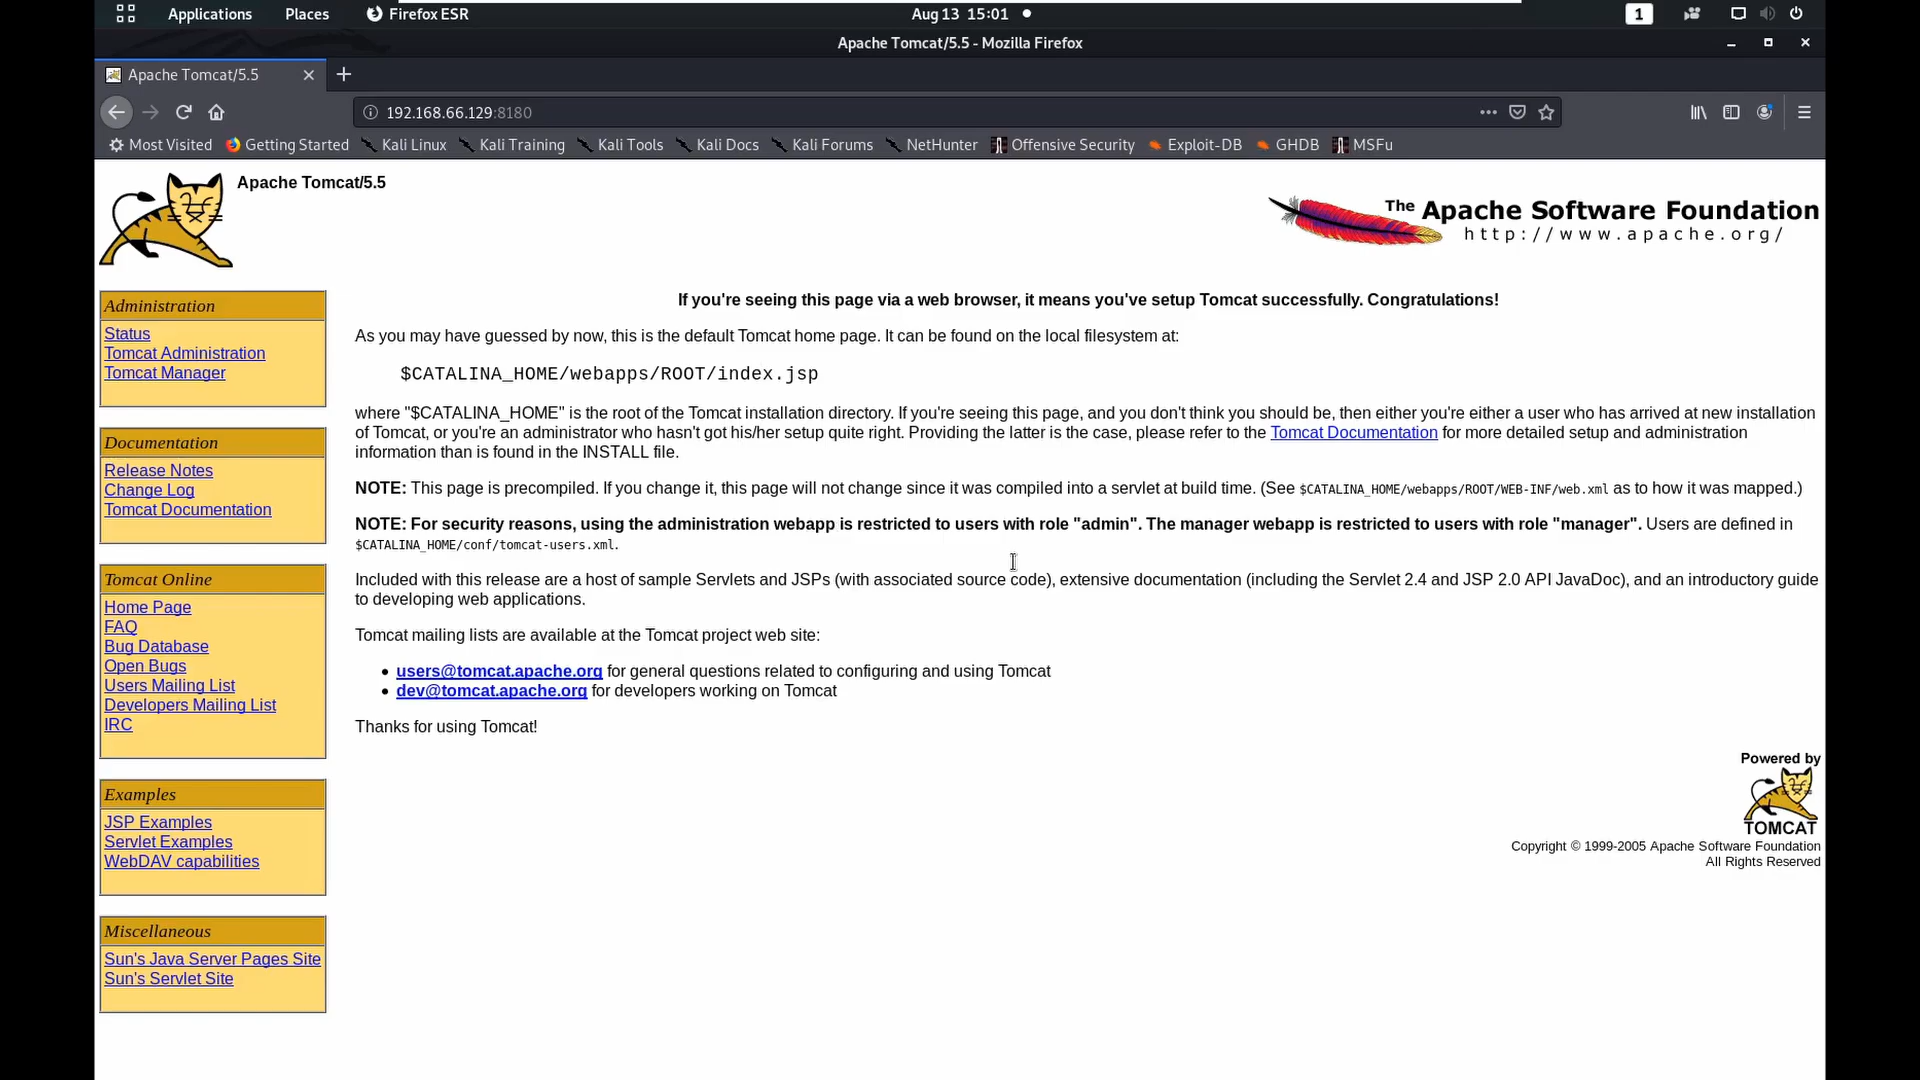 Applications Places Firefox ESR Aug 13 15:01 1
Apache Tomcat/5.5 - Mozilla Firefox
Apache Tomcat/5.5
192.168.66.129:8180
Most Visited Getting Started Kali Linux Kali Training Kali Tools Kali Docs Kali Forums NetHunter Offensive Security Exploit-DB GHDB MSFu
Apache Tomcat/5.5
The Apache Software Foundation
http://www.apache.org/
Administration
Status
Tomcat Administration
Tomcat Manager
Documentation
Release Notes
Change Log
Tomcat Documentation
Tomcat Online
Home Page
FAQ
Bug Database
Open Bugs
Users Mailing List
Developers Mailing List
IRC
Examples
JSP Examples
Servlet Examples
WebDAV capabilities
Miscellaneous
Sun's Java Server Pages Site
Sun's Servlet Site
If you're seeing this page via a web browser, it means you've setup Tomcat successfully. Congratulations!
As you may have guessed by now, this is the default Tomcat home page. It can be found on the local filesystem at:
$CATALINA_HOME/webapps/ROOT/index.jsp
where "$CATALINA_HOME" is the root of the Tomcat installation directory. If you're seeing this page, and you don't think you should be, then either you're either a user who has arrived at new installation
of Tomcat, or you're an administrator who hasn't got his/her setup quite right. Providing the latter is the case, please refer to the Tomcat Documentation for more detailed setup and administration
information than is found in the INSTALL file.
NOTE: This page is precompiled. If you change it, this page will not change since it was compiled into a servlet at build time. (See $CATALINA_HOME/webapps/ROOT/WEB-INF/web.xml as to how it was mapped.)
NOTE: For security reasons, using the administration webapp is restricted to users with role "admin". The manager webapp is restricted to users with role "manager". Users are defined in
$CATALINA_HOME/conf/tomcat-users.xml.
Included with this release are a host of sample Servlets and JSPs (with associated source code), extensive documentation (including the Servlet 2.4 and JSP 2.0 API JavaDoc), and an introductory guide
to developing web applications.
Tomcat mailing lists are available at the Tomcat project web site:
• users@tomcat.apache.org for general questions related to configuring and using Tomcat
• dev@tomcat.apache.org for developers working on Tomcat
Thanks for using Tomcat!
Powered by
TOMCAT
Copyright © 1999-2005 Apache Software Foundation
All Rights Reserved